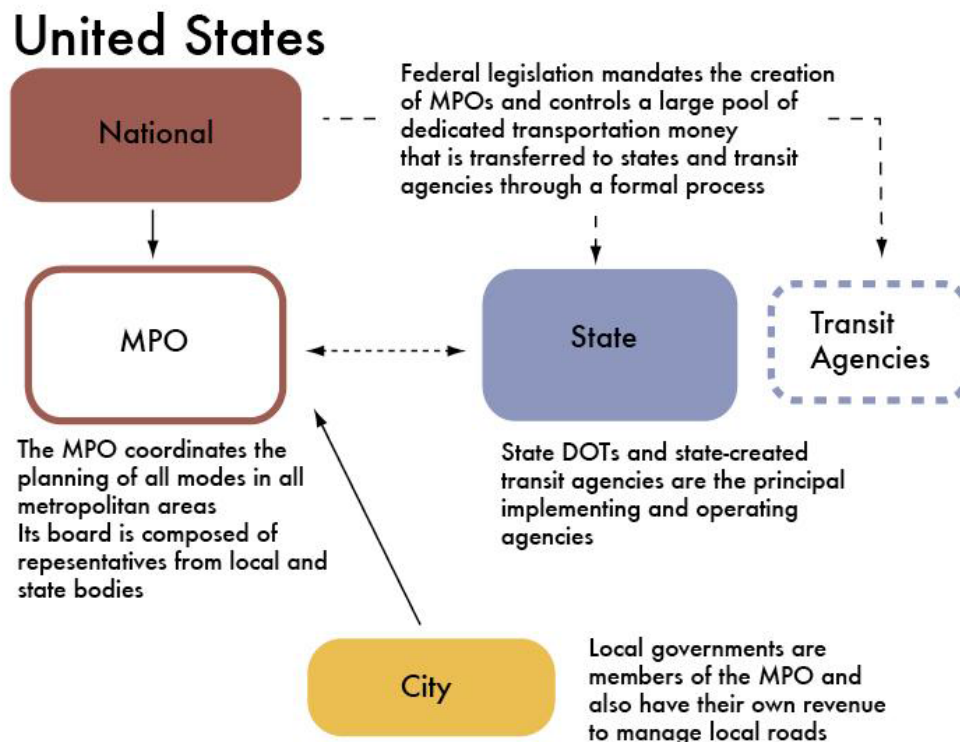 United States
National
Federal legislation mandates the creation
of MPOs and controls a large pool of
dedicated transportation money
that is transferred to states and transit
agencies through a formal process
MPO
State
Transit
Agencies
The MPO coordinates the
planning of all modes in all
metropolitan areas
Its board is composed of
representatives from local and
state bodies
State DOTs and state-created
transit agencies are the principal
implementing and operating
agencies
City
Local governments are
members of the MPO and
also have their own revenue
to manage local roads